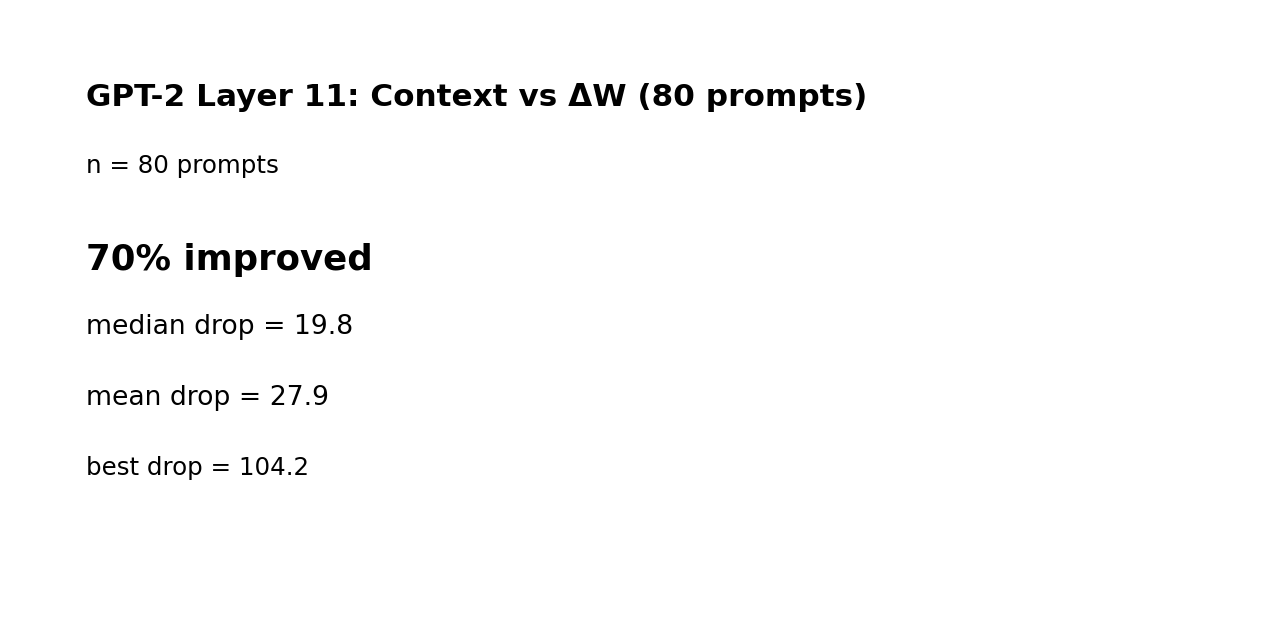 GPT-2 Layer 11: Context vs ΔW (80 prompts)
n = 80 prompts
70% improved
median drop = 19.8
mean drop = 27.9
best drop = 104.2